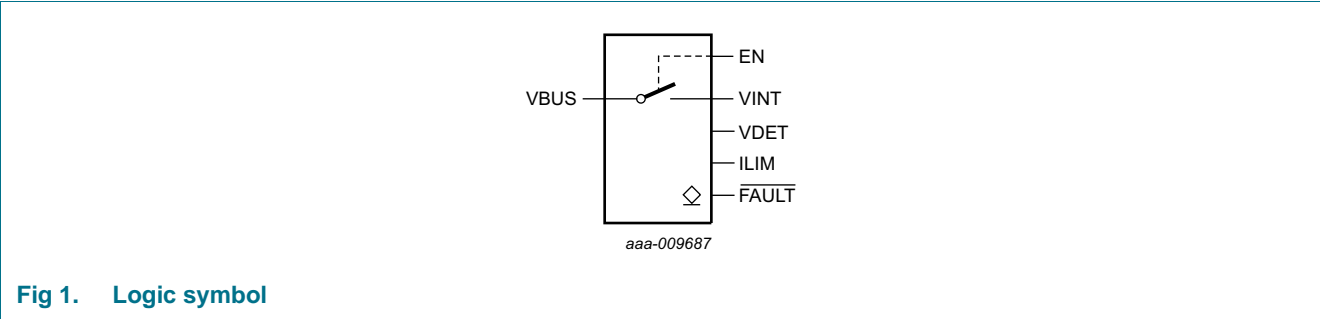 EN
VBUS
VINT
VDET
ILIM
FAULT
aaa-009687
Fig 1. Logic symbol